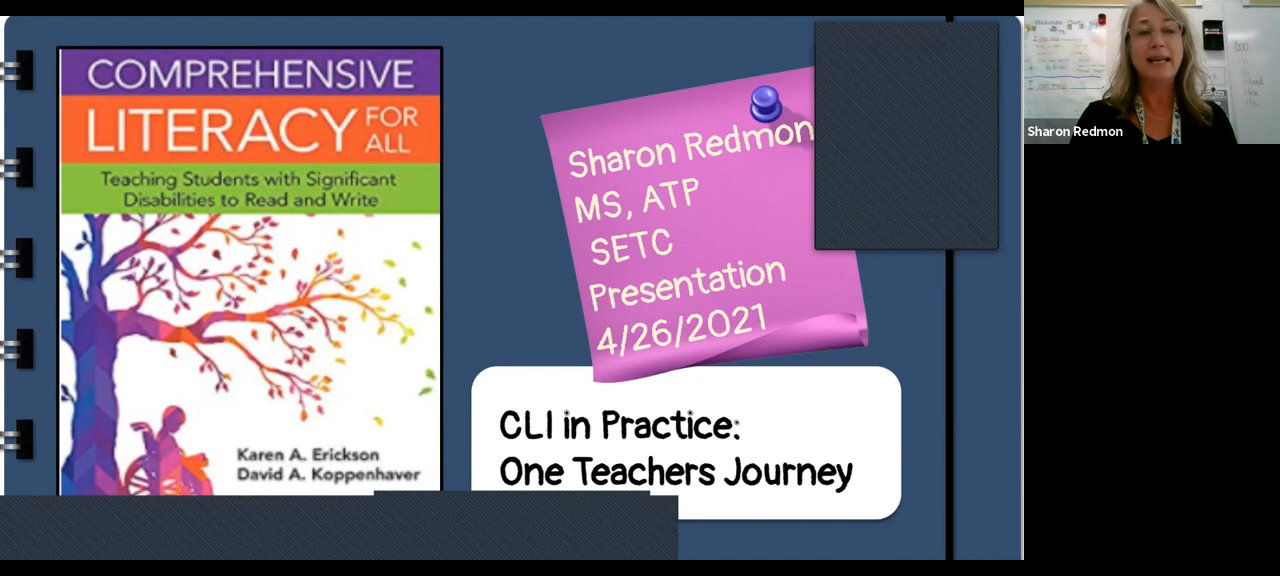 COMPREHENSIVE
LITERACY FOR ALL
Teaching Students with Significant
Disabilities to Read and Write
Karen A. Erickson
David A. Koppenhaver
Sharon Redmon
MS, ATP
SETC
Presentation
4/26/2021
CLI in Practice:
One Teachers Journey
Sharon Redmon